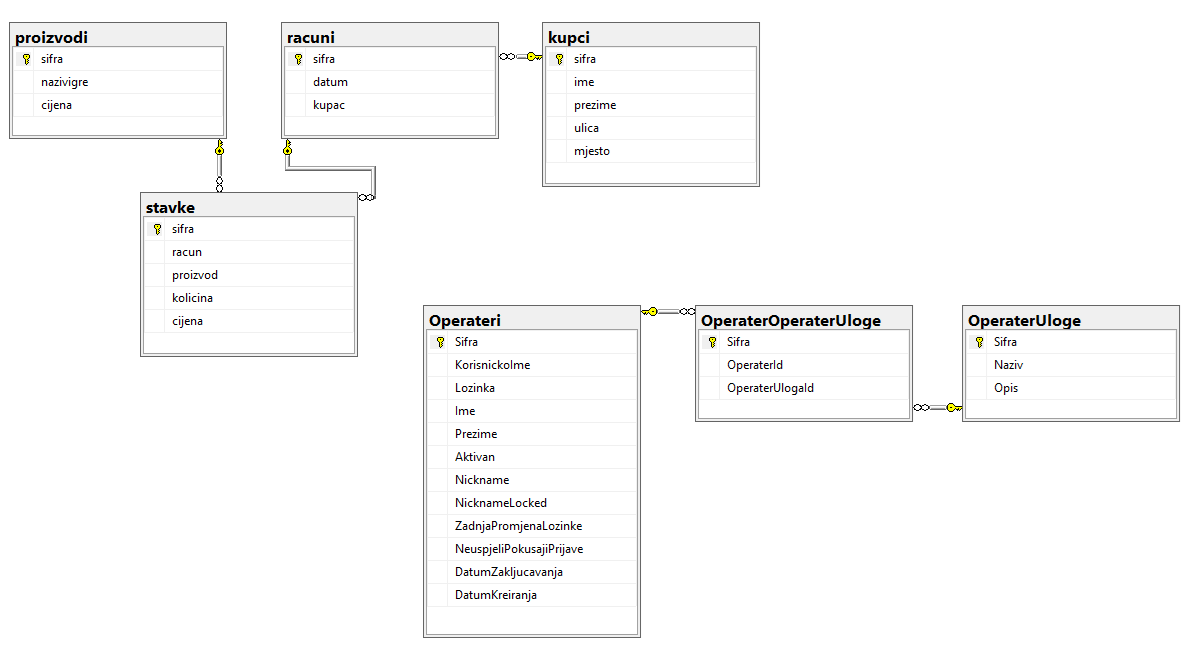 proizvodi
sifra
nazivigre
cijena
racuni
sifra
datum
kupac
kupci
sifra
ime
prezime
ulica
mjesto
stavke
sifra
racun
proizvod
kolicina
cijena
Operateri
Sifra
KorisnickoIme
Lozinka
Ime
Prezime
Aktivan
Nickname
NicknameLocked
ZadnjaPromjenaLozinke
NeuspjeliPokusajiPrijave
DatumZakljucavanja
DatumKreiranja
OperaterOperaterUloge
Sifra
OperaterId
OperaterUlogaId
OperaterUloge
Sifra
Naziv
Opis